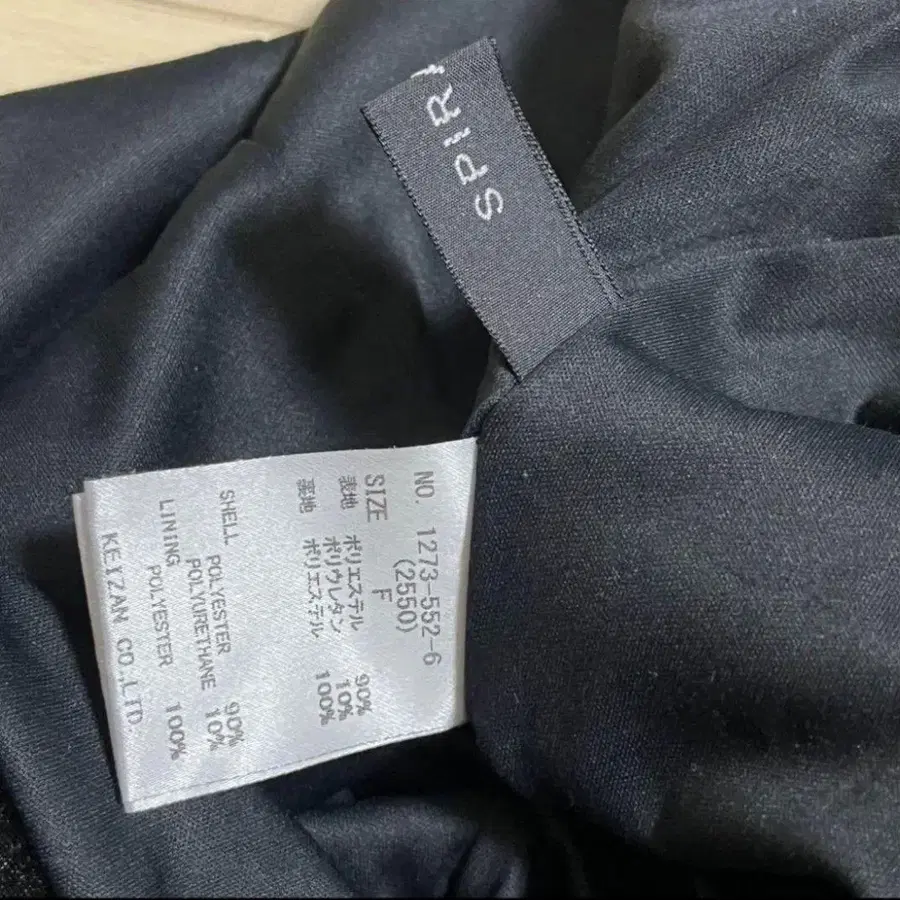 SPIR
NO. 1273-552-6
(2550)
SIZE F
表地 ポリエステル 90%
ポリウレタン 10%
裏地 ポリエステル 100%
SHELL POLYESTER 90%
POLYURETHANE 10%
LINING POLYESTER 100%
KEIZAN CO.,LTD.